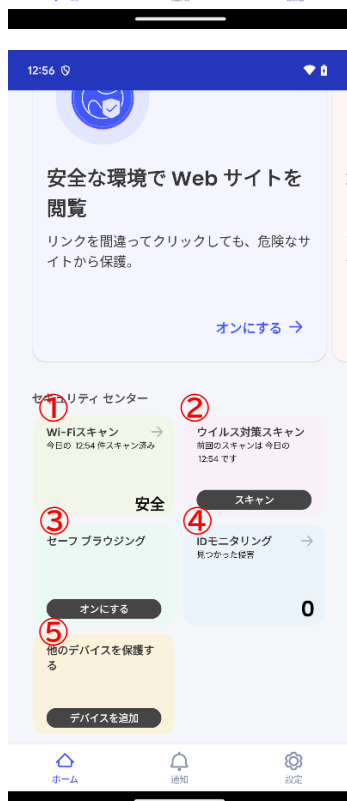 12:56
安全な環境で Web サイトを
閲覧
リンクを間違ってクリックしても、危険なサ
イトから保護。
オンにする →
セキュリティ センター
①
Wi-Fiスキャン →
今日の 12:54 件スキャン済み
安全
②
ウイルス対策スキャン
前回のスキャンは 今日の
12:54 です
スキャン
③
セーフ ブラウジング
オンにする
④
IDモニタリング →
見つかった侵害
0
⑤
他のデバイスを保護す
る
デバイスを追加
ホーム
通知
設定